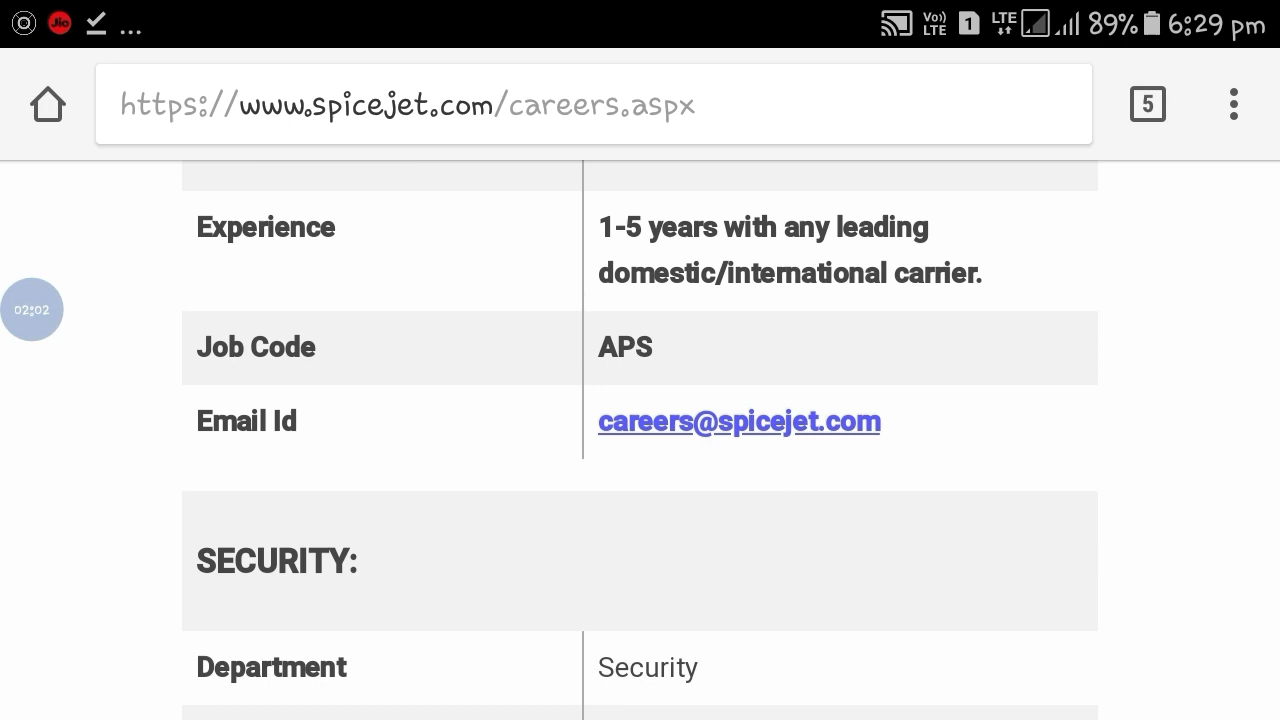 Jio ... Vo) LTE 1 LTE 89% 6:29 pm
https://www.spicejet.com/careers.aspx 5
Experience 1-5 years with any leading
domestic/international carrier.
02:02
Job Code APS
Email Id careers@spicejet.com
SECURITY:
Department Security